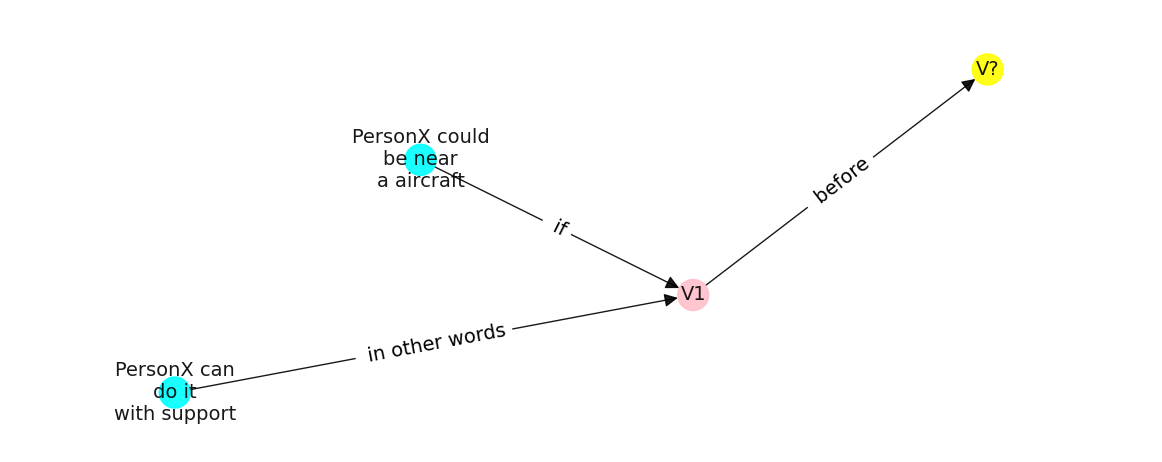 V?
PersonX could
be near
a aircraft
before
if
V1
in other words
PersonX can
do it
with support